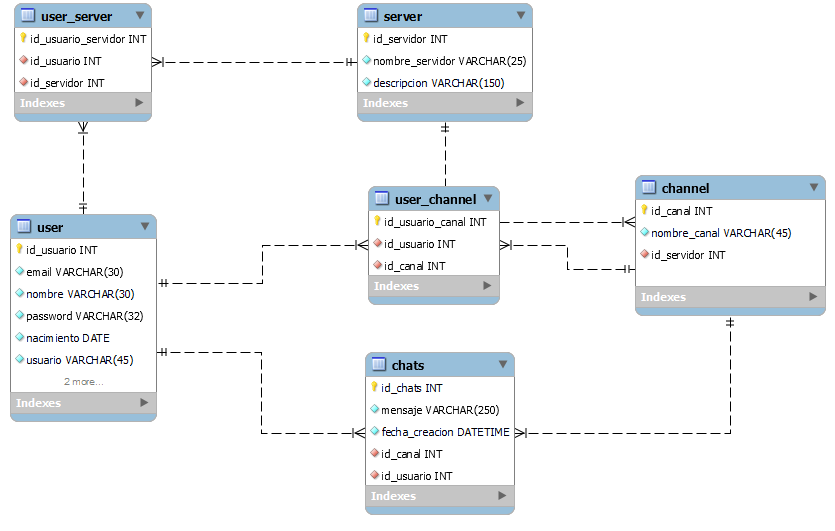 user_server
id_usuario_servidor INT
id_usuario INT
id_servidor INT
Indexes
server
id_servidor INT
nombre_servidor VARCHAR(25)
descripcion VARCHAR(150)
Indexes
user
id_usuario INT
email VARCHAR(30)
nombre VARCHAR(30)
password VARCHAR(32)
nacimiento DATE
usuario VARCHAR(45)
2 more...
Indexes
user_channel
id_usuario_canal INT
id_usuario INT
id_canal INT
Indexes
channel
id_canal INT
nombre_canal VARCHAR(45)
id_servidor INT
Indexes
chats
id_chats INT
mensaje VARCHAR(250)
fecha_creacion DATETIME
id_canal INT
id_usuario INT
Indexes